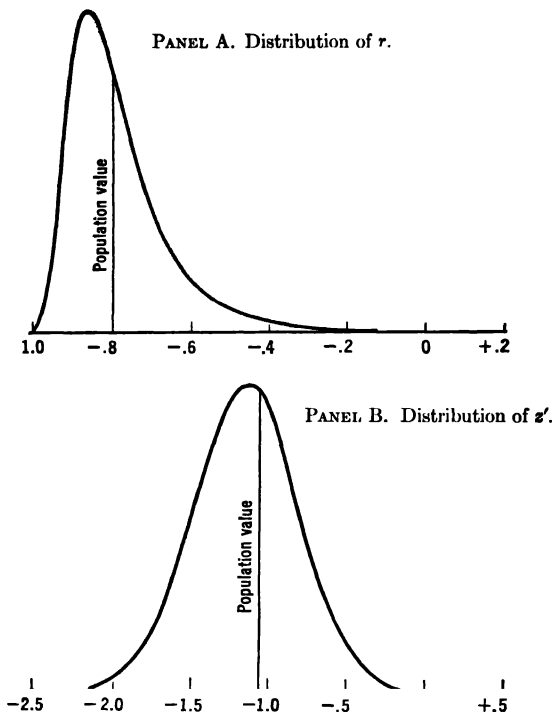 PANEL A. Distribution of r.
Population value
1.0 -.8 -.6 -.4 -.2 0 +.2
PANEL B. Distribution of z'.
Population value
-2.5 -2.0 -1.5 -1.0 -.5 +.5